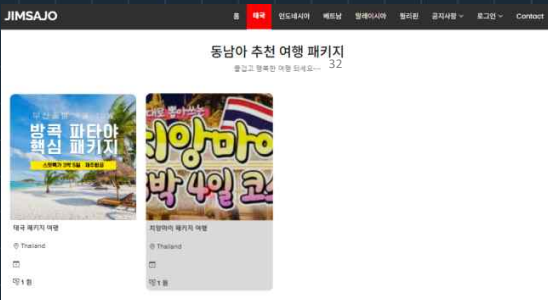 JIMSAJO
홈 태국 인도네시아 베트남 말레이시아 필리핀 공지사항 로그인 Contact
동남아 추천 여행 패키지
즐겁고 행복한 여행 되세요~~ 32
방콕 파타야
핵심 패키지
치앙마이
3박 4일 코스
태국 패키지 여행
Thailand
1 원
치앙마이 패키지 여행
Thailand
1 원